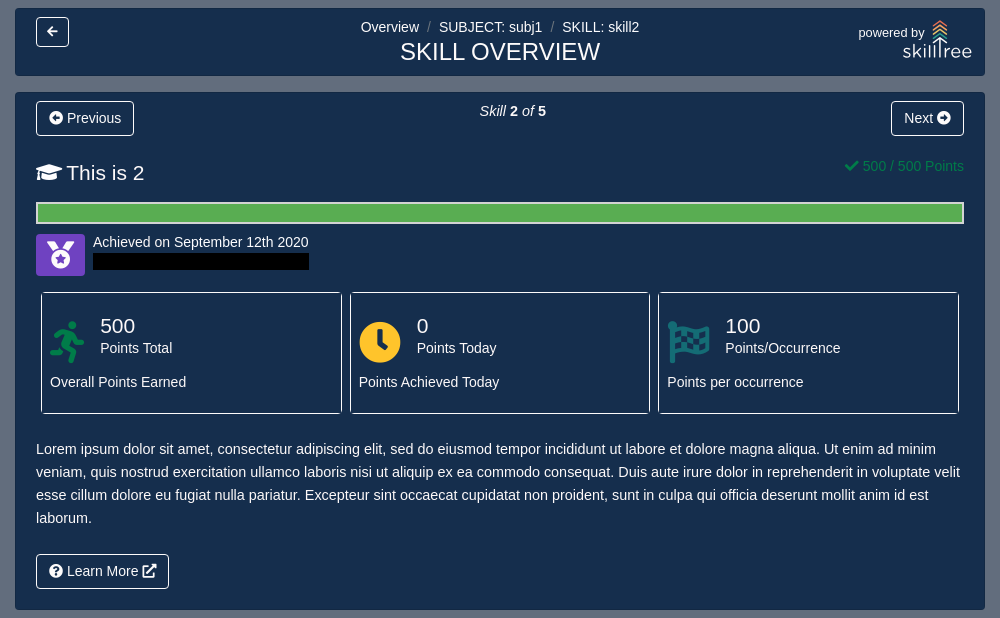 Overview / SUBJECT: subj1 / SKILL: skill2
SKILL OVERVIEW
powered by
skilltree
Previous
Skill 2 of 5
Next
This is 2
500 / 500 Points
Achieved on September 12th 2020
500
Points Total
Overall Points Earned
0
Points Today
Points Achieved Today
100
Points/Occurrence
Points per occurrence
Lorem ipsum dolor sit amet, consectetur adipiscing elit, sed do eiusmod tempor incididunt ut labore et dolore magna aliqua. Ut enim ad minim
veniam, quis nostrud exercitation ullamco laboris nisi ut aliquip ex ea commodo consequat. Duis aute irure dolor in reprehenderit in voluptate velit
esse cillum dolore eu fugiat nulla pariatur. Excepteur sint occaecat cupidatat non proident, sunt in culpa qui officia deserunt mollit anim id est
laborum.
Learn More